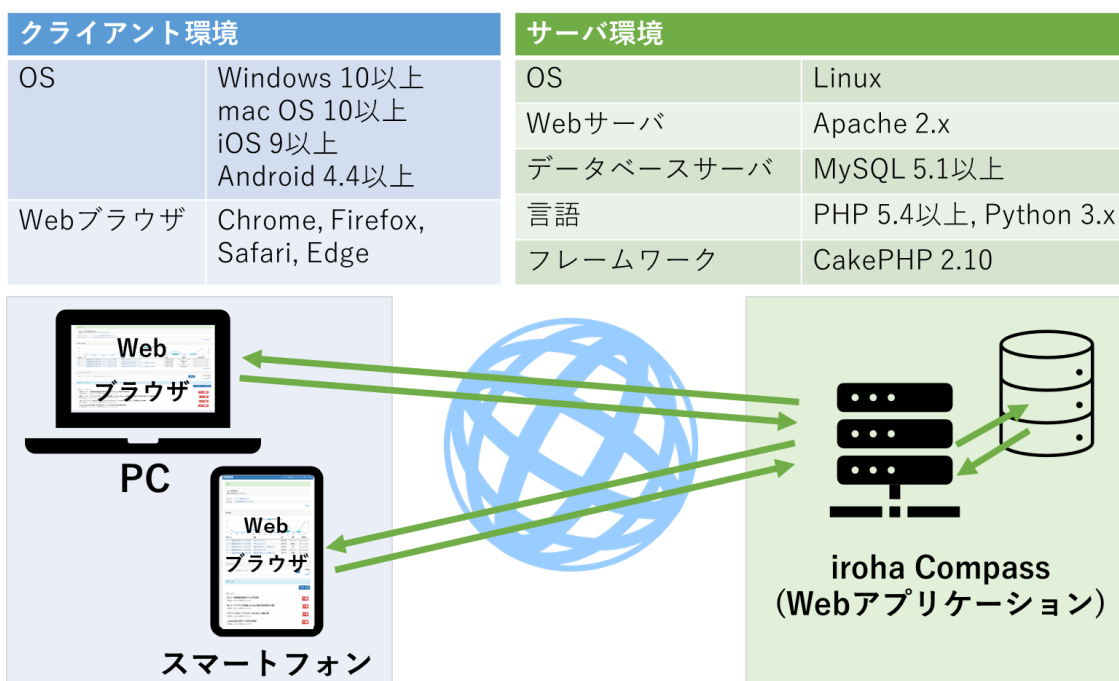 クライアント環境
OS
Windows 10以上
mac OS 10以上
iOS 9以上
Android 4.4以上
Webブラウザ
Chrome, Firefox,
Safari, Edge
サーバ環境
OS
Linux
Webサーバ
Apache 2.x
データベースサーバ
MySQL 5.1以上
言語
PHP 5.4以上, Python 3.x
フレームワーク
CakePHP 2.10
Web
ブラウザ
PC
Web
ブラウザ
スマートフォン
iroha Compass
(Webアプリケーション)